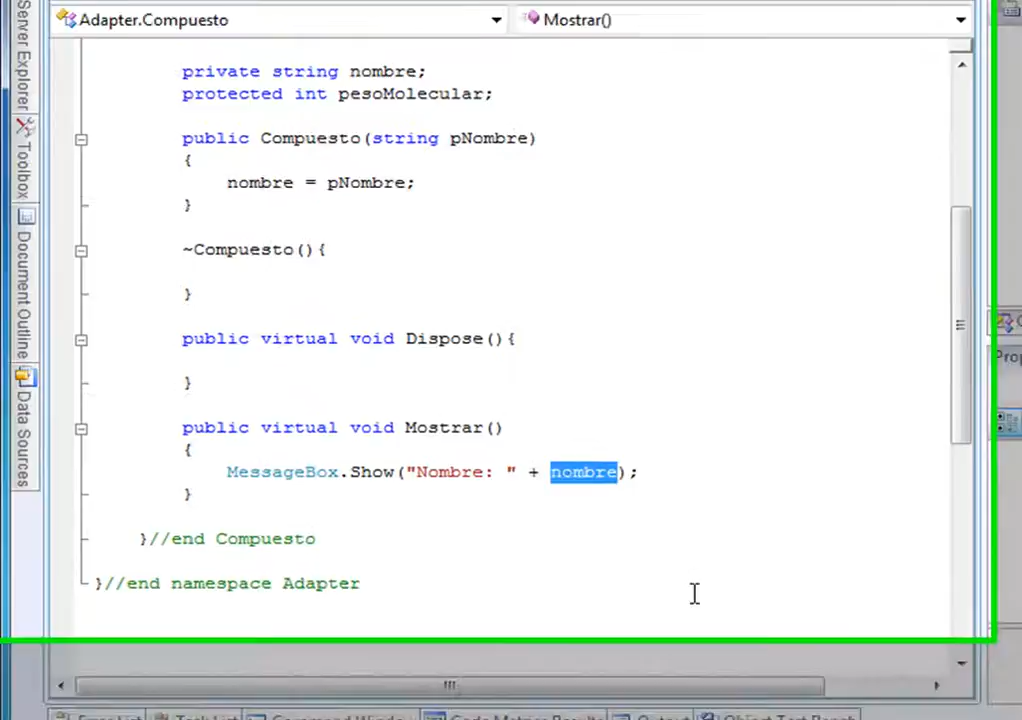 Adapter.Compuesto
Mostrar()
Server Explorer
Toolbox
Document Outline
Data Sources
private string nombre;
protected int pesoMolecular;
public Compuesto(string pNombre)
{
nombre = pNombre;
}
~Compuesto(){
}
public virtual void Dispose(){
}
public virtual void Mostrar()
{
MessageBox.Show("Nombre: " + nombre);
}
}//end Compuesto
}//end namespace Adapter
Prop